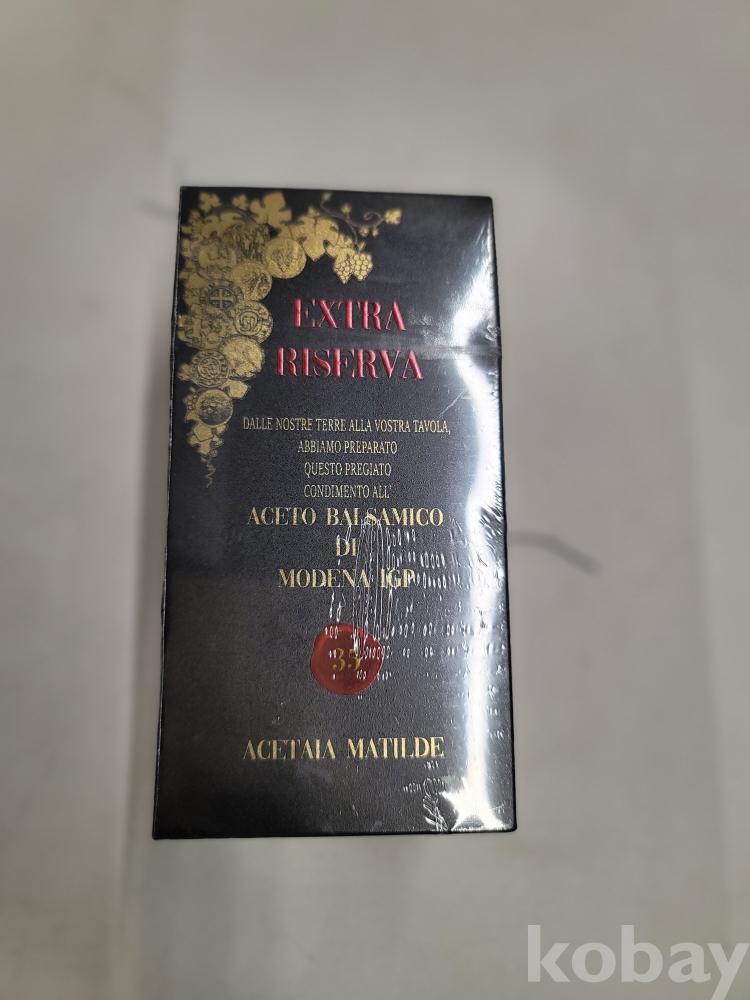 EXTRA
RISERVA
DALLE NOSTRE TERRE ALLA VOSTRA TAVOLA,
ABBIAMO PREPARATO
QUESTO PREGIATO
CONDIMENTO ALL'
ACETO BALSAMICO
DI
MODENA IGP
35
ACETAIA MATILDE
kobay